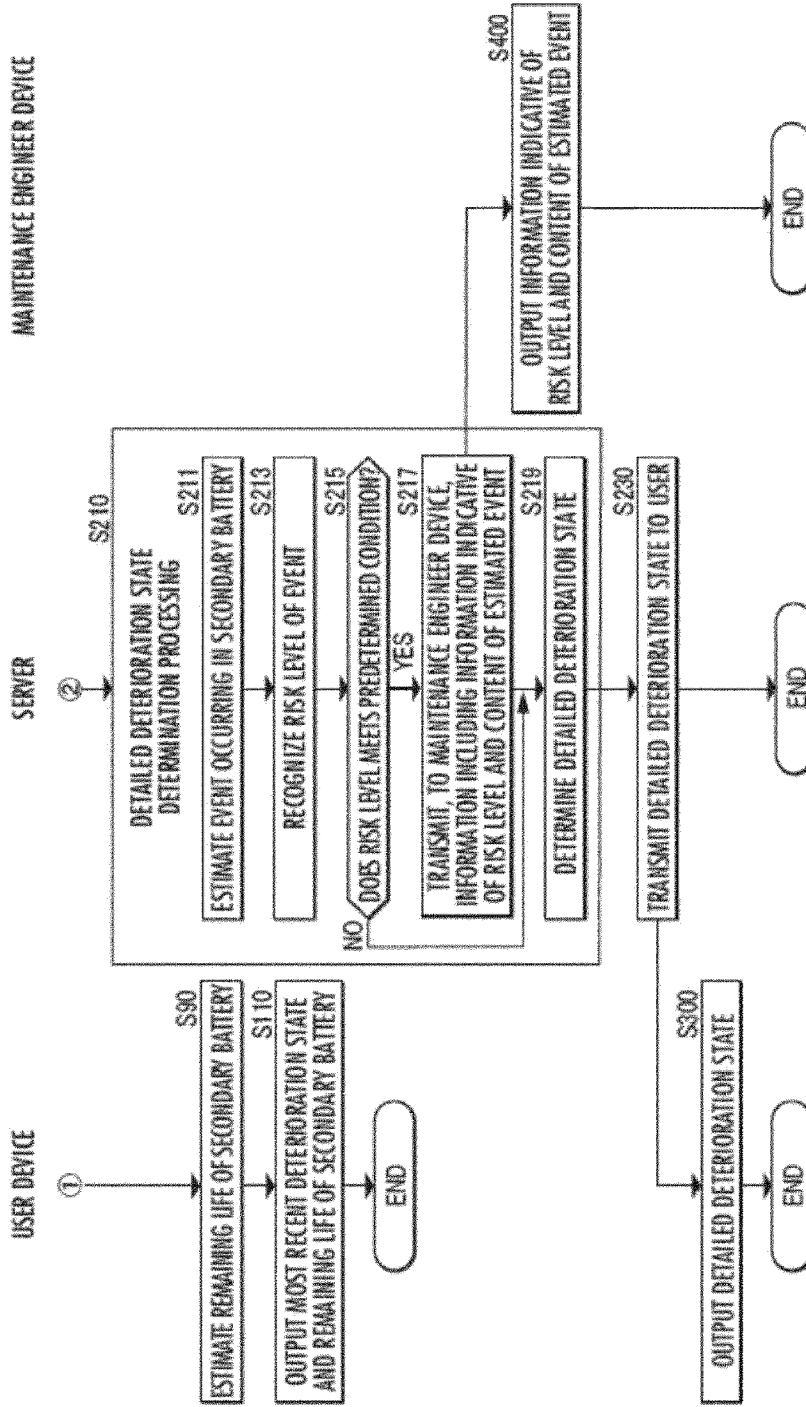 USER DEVICE
①
S90
ESTIMATE REMAINING LIFE OF SECONDARY BATTERY
S110
OUTPUT MOST RECENT DETERIORATION STATE
AND REMAINING LIFE OF SECONDARY BATTERY
END
S300
OUTPUT DETAILED DETERIORATION STATE
END
SERVER
②
S210
DETAILED DETERIORATION STATE
DETERMINATION PROCESSING
S211
ESTIMATE EVENT OCCURRING IN SECONDARY BATTERY
S213
RECOGNIZE RISK LEVEL OF EVENT
S215
DOES RISK LEVEL MEETS PREDETERMINED CONDITION?
NO
YES
S217
TRANSMIT, TO MAINTENANCE ENGINEER DEVICE,
INFORMATION INCLUDING INFORMATION INDICATIVE
OF RISK LEVEL AND CONTENT OF ESTIMATED EVENT
S219
DETERMINE DETAILED DETERIORATION STATE
S230
TRANSMIT DETAILED DETERIORATION STATE TO USER
END
MAINTENANCE ENGINEER DEVICE
S400
OUTPUT INFORMATION INDICATIVE OF
RISK LEVEL AND CONTENT OF ESTIMATED EVENT
END